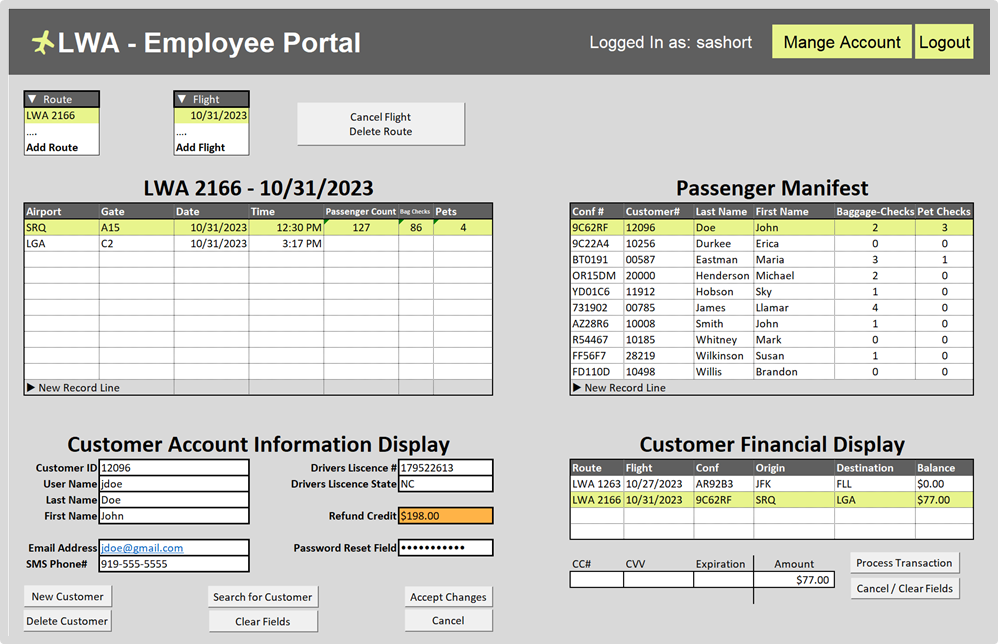 LWA - Employee Portal
Logged In as: sashort
Mange Account
Logout
▼ Route
LWA 2166
....
Add Route
▼ Flight
10/31/2023
....
Add Flight
Cancel Flight
Delete Route
LWA 2166 - 10/31/2023
Airport Gate Date Time Passenger Count Bag Checks Pets
SRQ A15 10/31/2023 12:30 PM 127 86 4
LGA C2 10/31/2023 3:17 PM
▶ New Record Line
Passenger Manifest
Conf # Customer# Last Name First Name Baggage-Checks Pet Checks
9C62RF 12096 Doe John 2 3
9C22A4 10256 Durkee Erica 0 0
BT0191 00587 Eastman Maria 3 1
OR15DM 20000 Henderson Michael 2 0
YD01C6 11912 Hobson Sky 1 0
731902 00785 James Llamar 4 0
AZ28R6 10008 Smith John 1 0
R54467 10185 Whitney Mark 0 0
FF56F7 28219 Wilkinson Susan 1 0
FD110D 10498 Willis Brandon 0 0
▶ New Record Line
Customer Account Information Display
Customer ID 12096
User Name jdoe
Last Name Doe
First Name John
Email Address jdoe@gmail.com
SMS Phone# 919-555-5555
Drivers Liscence # 179522613
Drivers Liscence State NC
Refund Credit $198.00
Password Reset Field •••••••••••
New Customer
Delete Customer
Search for Customer
Clear Fields
Accept Changes
Cancel
Customer Financial Display
Route Flight Conf Origin Destination Balance
LWA 1263 10/27/2023 AR92B3 JFK FLL $0.00
LWA 2166 10/31/2023 9C62RF SRQ LGA $77.00
CC# CVV Expiration Amount
$77.00
Process Transaction
Cancel / Clear Fields